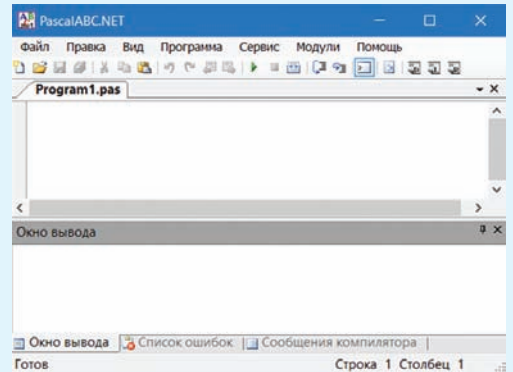 PascalABC.NET
Файл Правка Вид Программа Сервис Модули Помощь
Program1.pas
Окно вывода
Окно вывода Список ошибок Сообщения компилятора
Готов Строка 1 Столбец 1